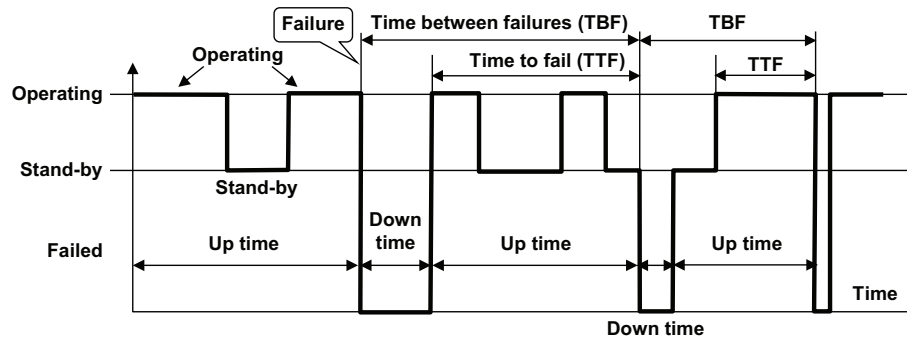 Failure
Time between failures (TBF)
TBF
Operating
Time to fail (TTF)
TTF
Operating
Stand-by
Stand-by
Down
time
Failed
Up time
Up time
Up time
Time
Down time